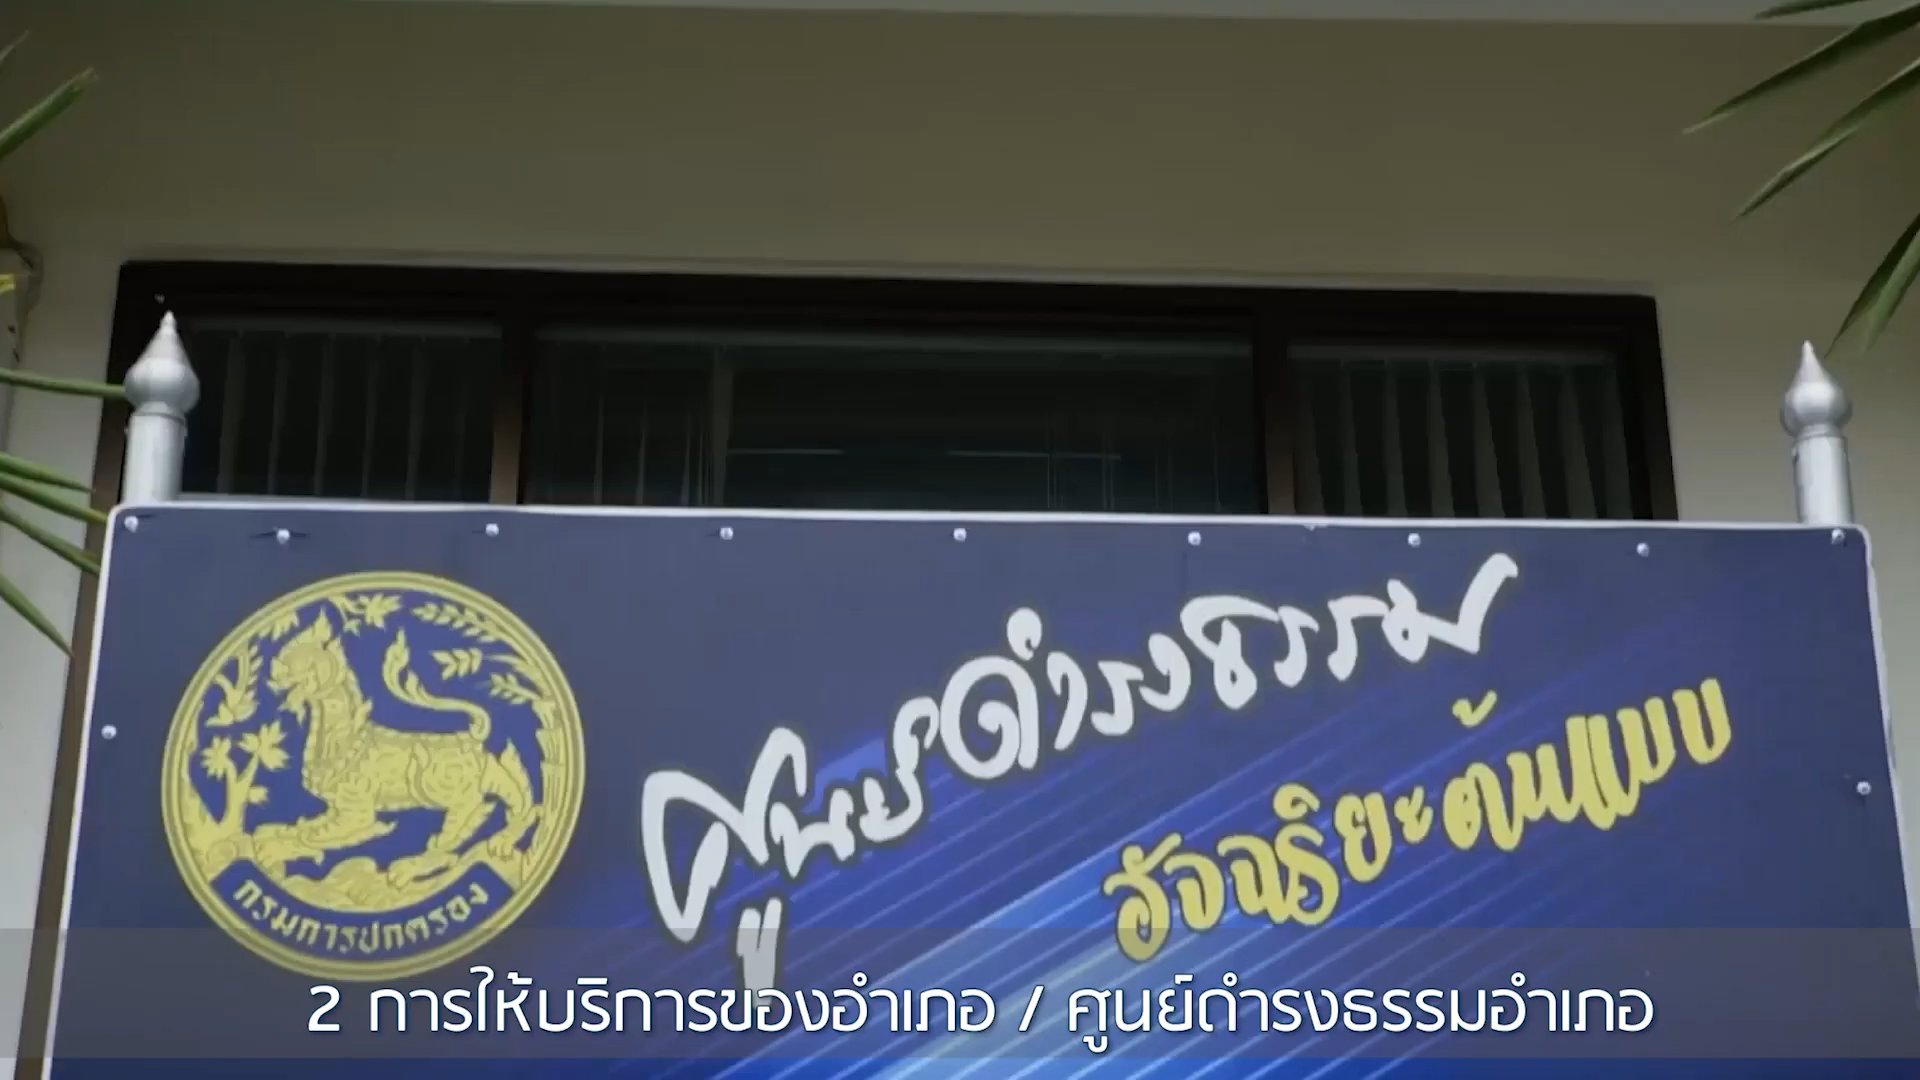 ศูนย์ดำรงธรรม
อัจฉริยะต้นแบบ
กรมการปกครอง
2 การให้บริการของอำเภอ / ศูนย์ดำรงธรรมอำเภอ